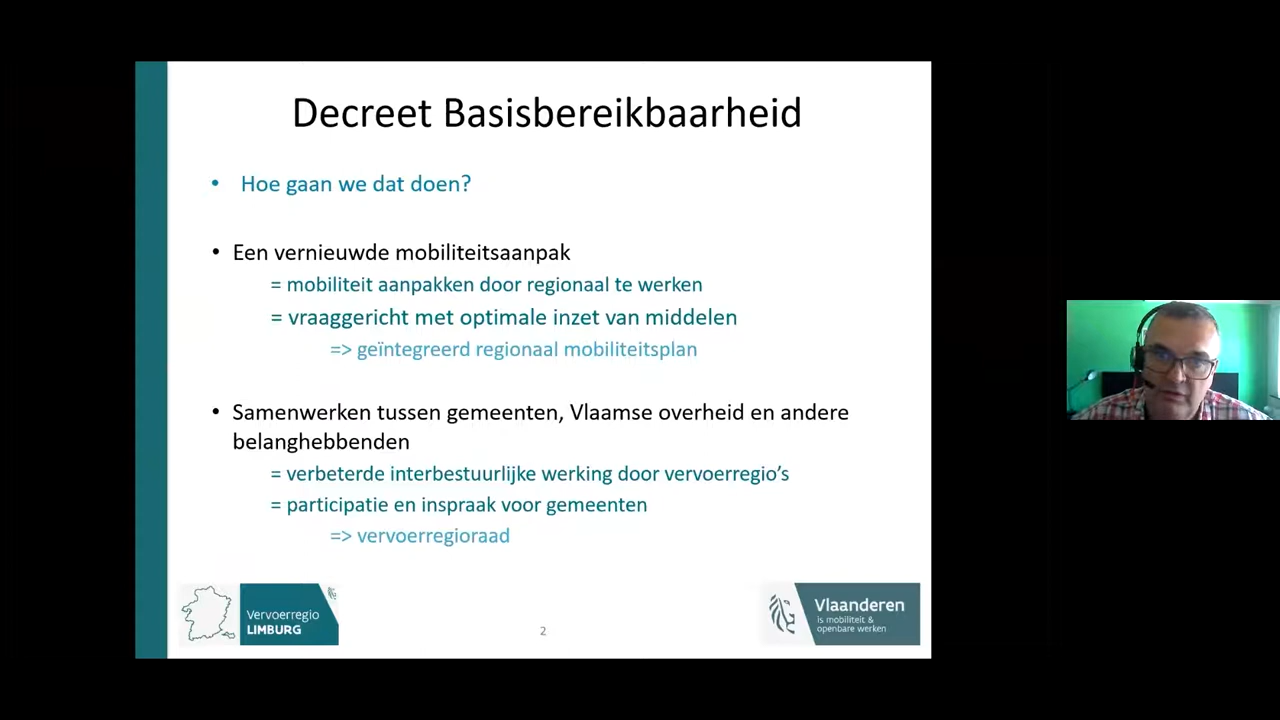 Decreet Basisbereikbaarheid
• Hoe gaan we dat doen?
• Een vernieuwde mobiliteitsaanpak
= mobiliteit aanpakken door regionaal te werken
= vraaggericht met optimale inzet van middelen
=> geïntegreerd regionaal mobiliteitsplan
• Samenwerken tussen gemeenten, Vlaamse overheid en andere
belanghebbenden
= verbeterde interbestuurlijke werking door vervoerregio’s
= participatie en inspraak voor gemeenten
=> vervoerregioraad
Vervoerregio
LIMBURG
2
Vlaanderen
is mobiliteit &
openbare werken